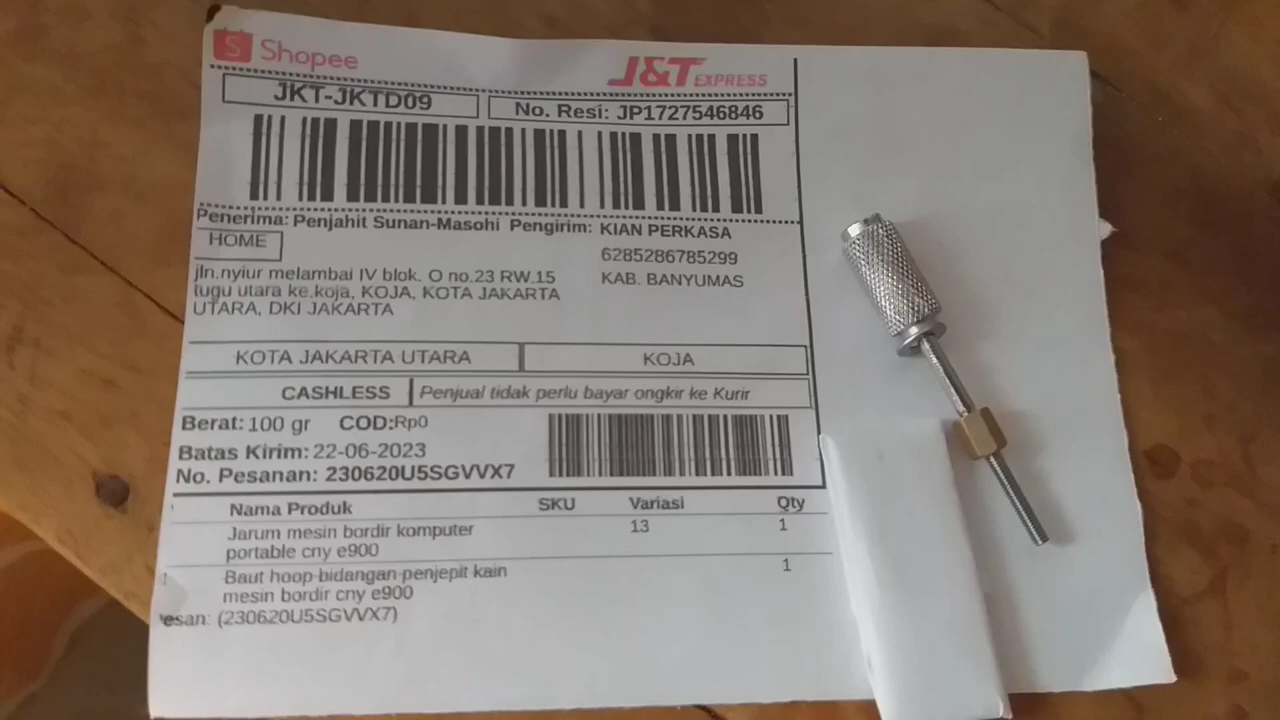 Shopee
J&T EXPRESS
JKT-JKTD09
No. Resi: JP1727546846
Penerima: Penjahit Sunan-Masohi Pengirim: KIAN PERKASA
HOME
6285286785299
KAB. BANYUMAS
jln.nyiur melambai IV blok. O no.23 RW.15
tugu utara ke.koja, KOJA, KOTA JAKARTA
UTARA, DKI JAKARTA
KOTA JAKARTA UTARA
KOJA
CASHLESS
Penjual tidak perlu bayar ongkir ke Kurir
Berat: 100 gr COD:Rp0
Batas Kirim: 22-06-2023
No. Pesanan: 230620U5SGVVX7
Nama Produk SKU Variasi Qty
Jarum mesin bordir komputer 13 1
portable cny e900
Baut hoop bidangan penjepit kain 1
mesin bordir cny e900
esan: (230620U5SGVVX7)